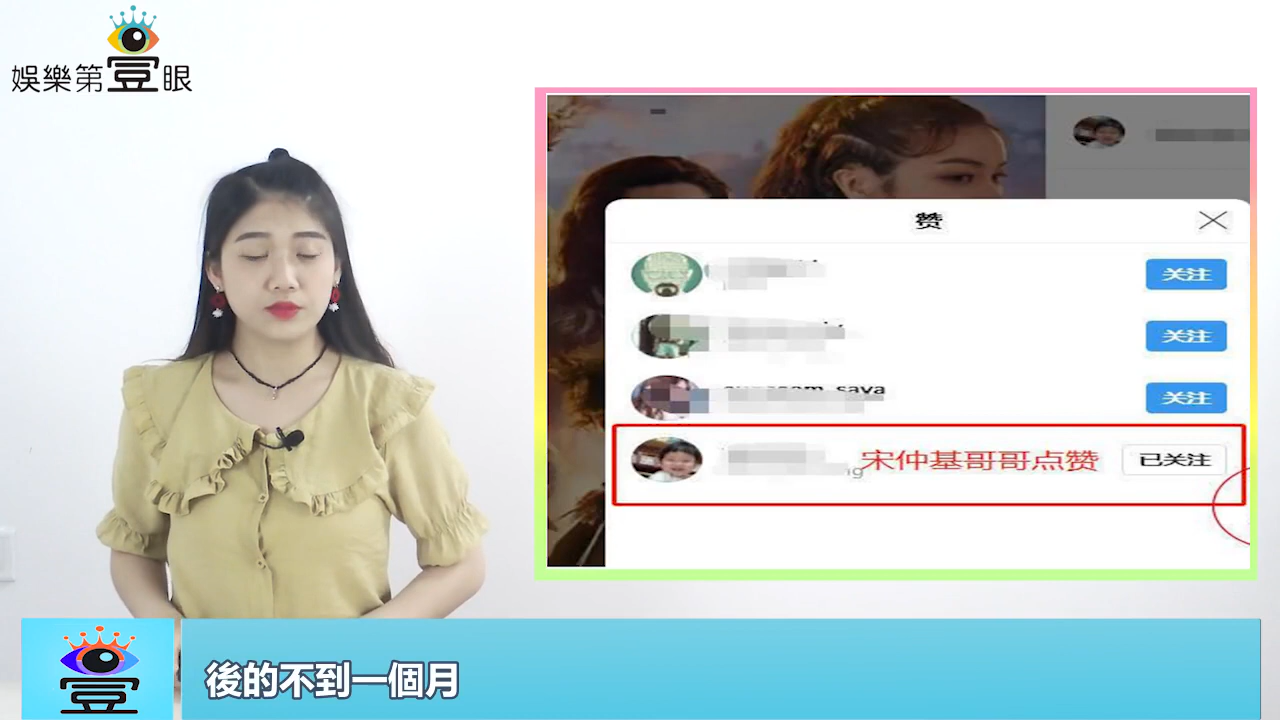 娛樂第壹眼
赞
关注
关注
关注
宋仲基哥哥点赞
已关注
壹
後的不到一個月